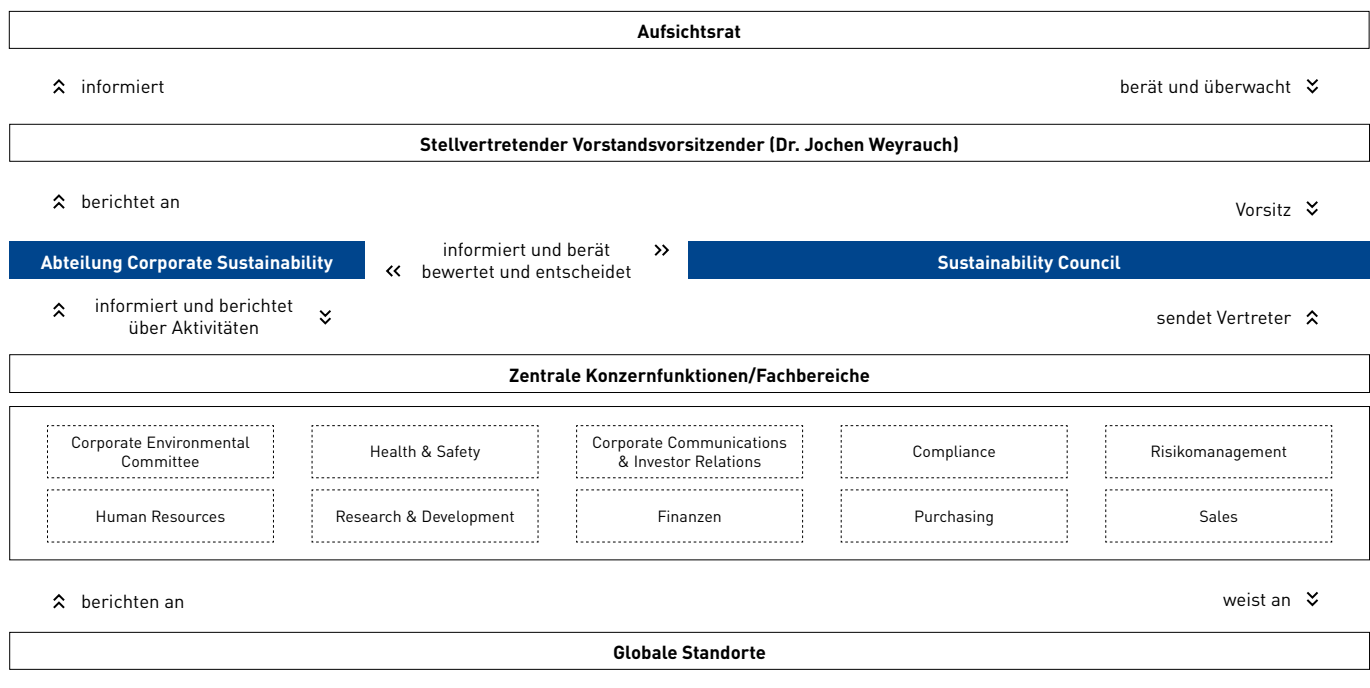 Aufsichtsrat
informiert
berät und überwacht
Stellvertretender Vorstandsvorsitzender (Dr. Jochen Weyrauch)
berichtet an
Vorsitz
Abteilung Corporate Sustainability
informiert und berät
bewertet und entscheidet
Sustainability Council
informiert und berichtet
über Aktivitäten
sendet Vertreter
Zentrale Konzernfunktionen/Fachbereiche
Corporate Environmental
Committee
Health & Safety
Corporate Communications
& Investor Relations
Compliance
Risikomanagement
Human Resources
Research & Development
Finanzen
Purchasing
Sales
berichten an
weist an
Globale Standorte